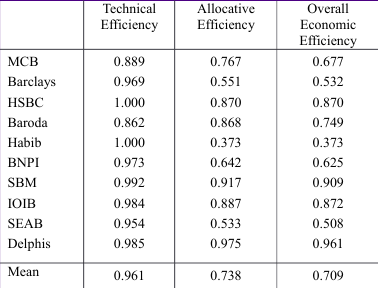 Technical Efficiency Allocative Efficiency Overall Economic Efficiency
MCB 0.889 0.767 0.677
Barclays 0.969 0.551 0.532
HSBC 1.000 0.870 0.870
Baroda 0.862 0.868 0.749
Habib 1.000 0.373 0.373
BNPI 0.973 0.642 0.625
SBM 0.992 0.917 0.909
IOIB 0.984 0.887 0.872
SEAB 0.954 0.533 0.508
Delphis 0.985 0.975 0.961
Mean 0.961 0.738 0.709